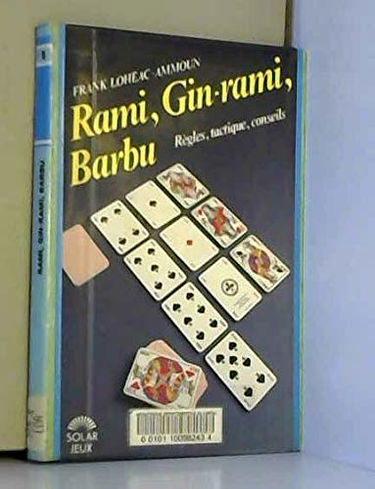 FRANK LOHÉAC-AMMOUN
Rami, Gin-rami,
Barbu
Règles, tactique, conseils
RAMI, GIN-RAMI, BARBU
SOLAR
JEUX
0 0101 10098243 4